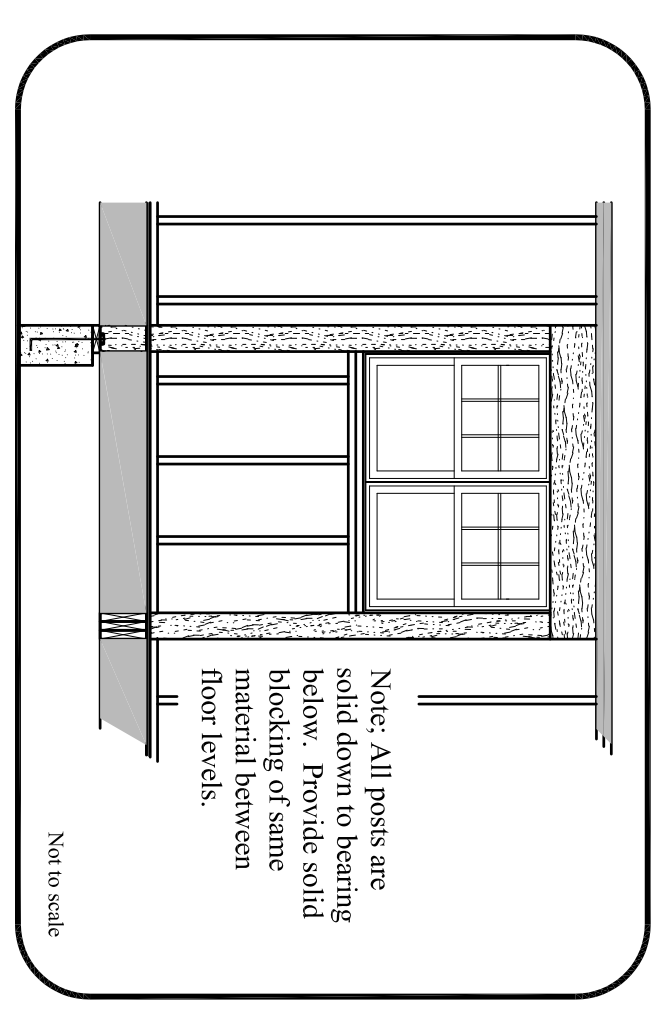 Note; All posts are
solid down to bearing
below.  Provide solid
blocking of same
material between
floor levels.
Not to scale